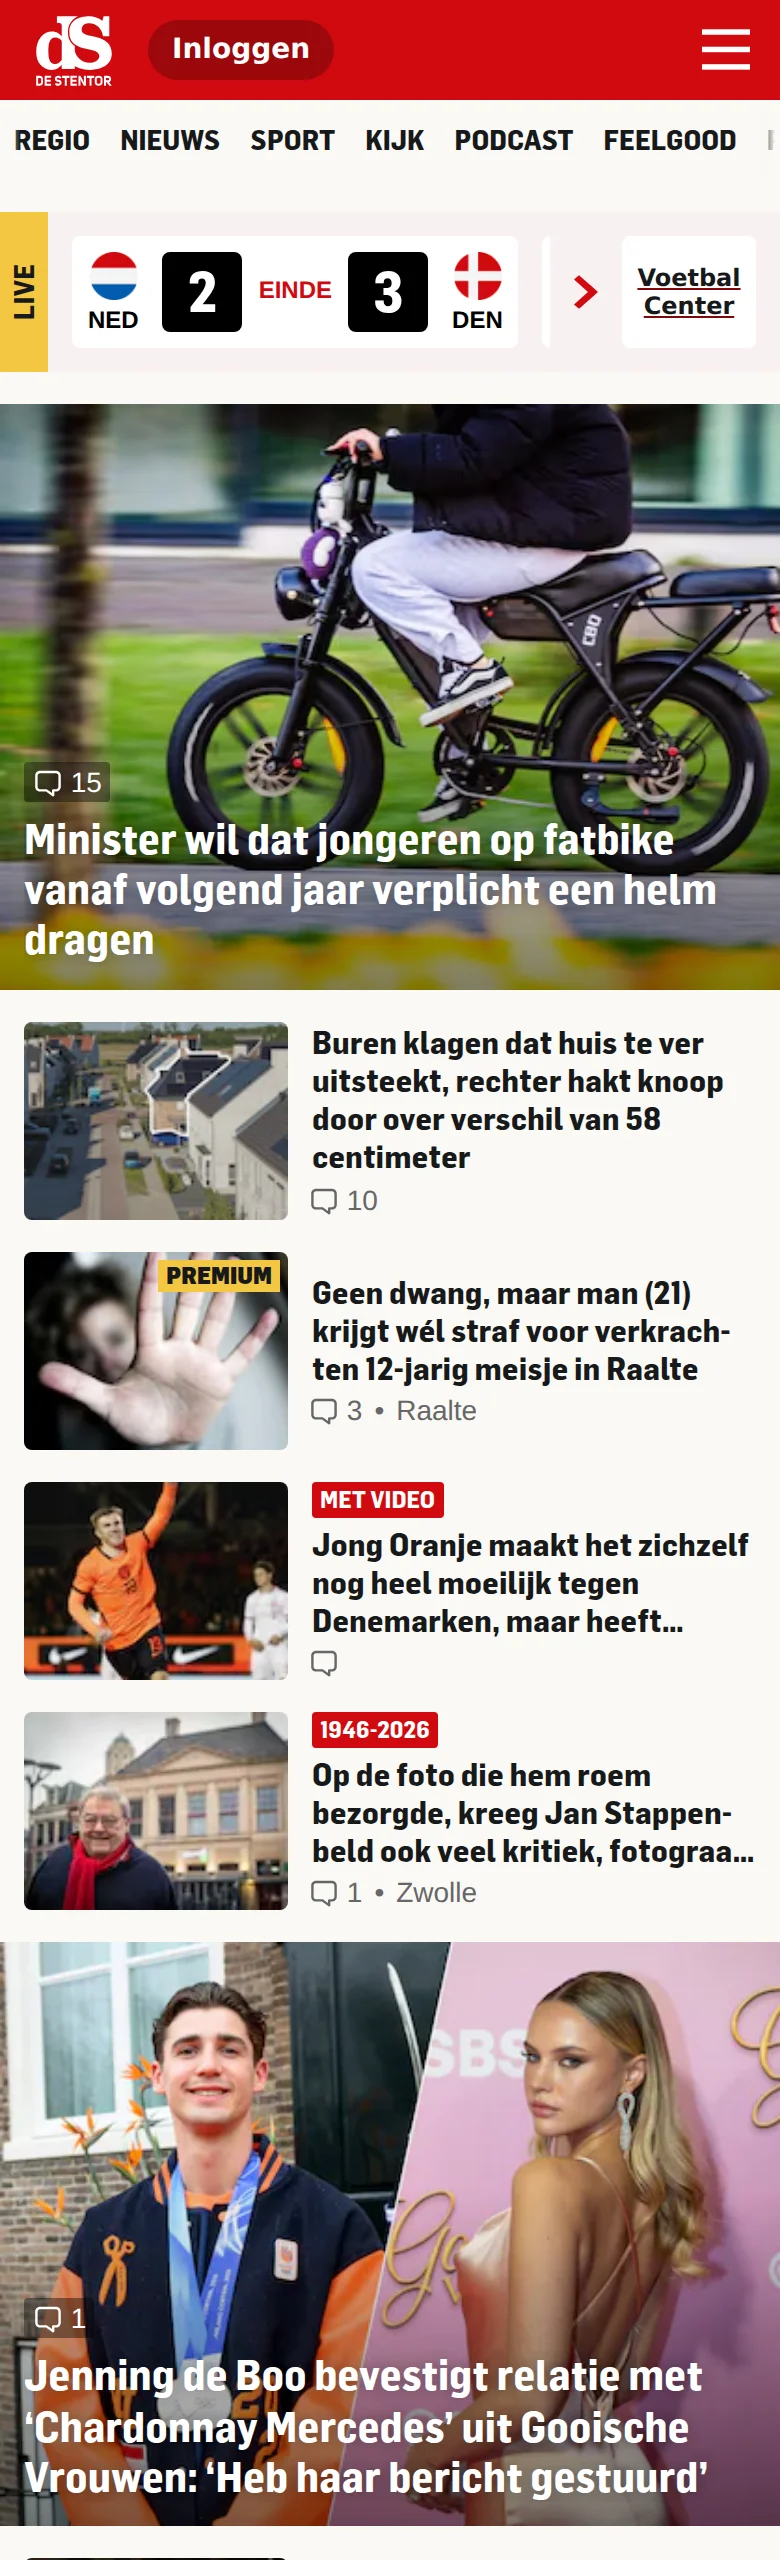 dS
DE STENTOR
Inloggen
REGIO NIEUWS SPORT KIJK PODCAST FEELGOOD
LIVE
NED
2
EINDE
3
DEN
Voetbal
Center
CBO
15
Minister wil dat jongeren op fatbike
vanaf volgend jaar verplicht een helm
dragen
Buren klagen dat huis te ver
uitsteekt, rechter hakt knoop
door over verschil van 58
centimeter
10
PREMIUM
Geen dwang, maar man (21)
krijgt wél straf voor verkrach-
ten 12-jarig meisje in Raalte
3 • Raalte
MET VIDEO
Jong Oranje maakt het zichzelf
nog heel moeilijk tegen
Denemarken, maar heeft...
1946-2026
Op de foto die hem roem
bezorgde, kreeg Jan Stappen-
beld ook veel kritiek, fotograa...
1 • Zwolle
SBS
1
Jenning de Boo bevestigt relatie met
‘Chardonnay Mercedes’ uit Gooische
Vrouwen: ‘Heb haar bericht gestuurd’